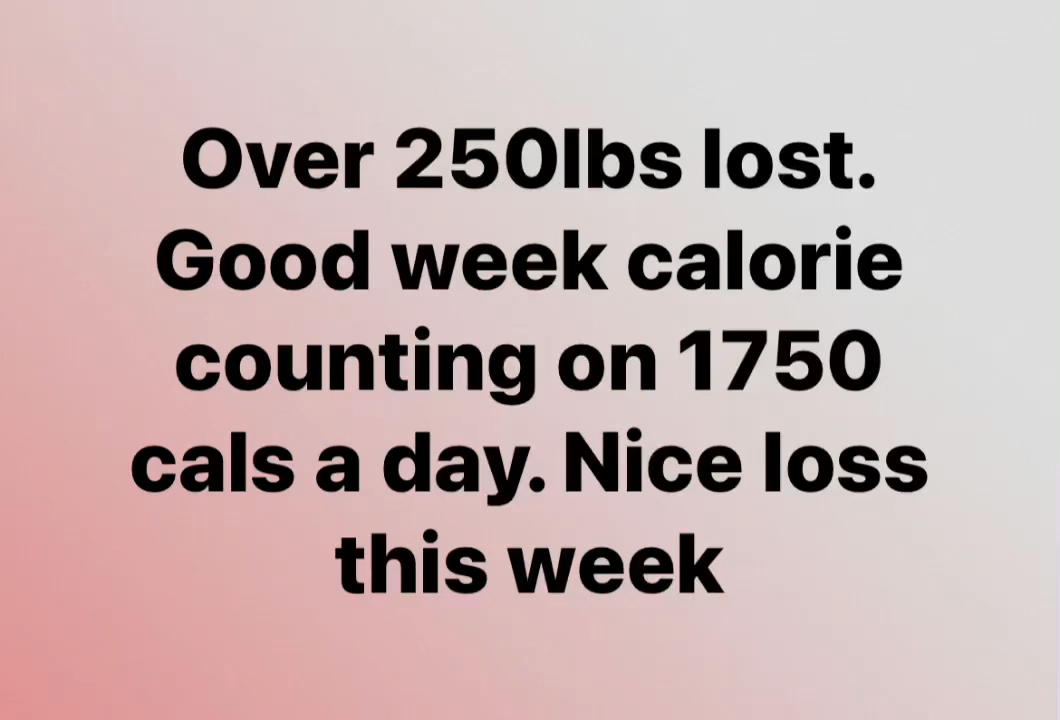 Over 250lbs lost.
Good week calorie
counting on 1750
cals a day. Nice loss
this week